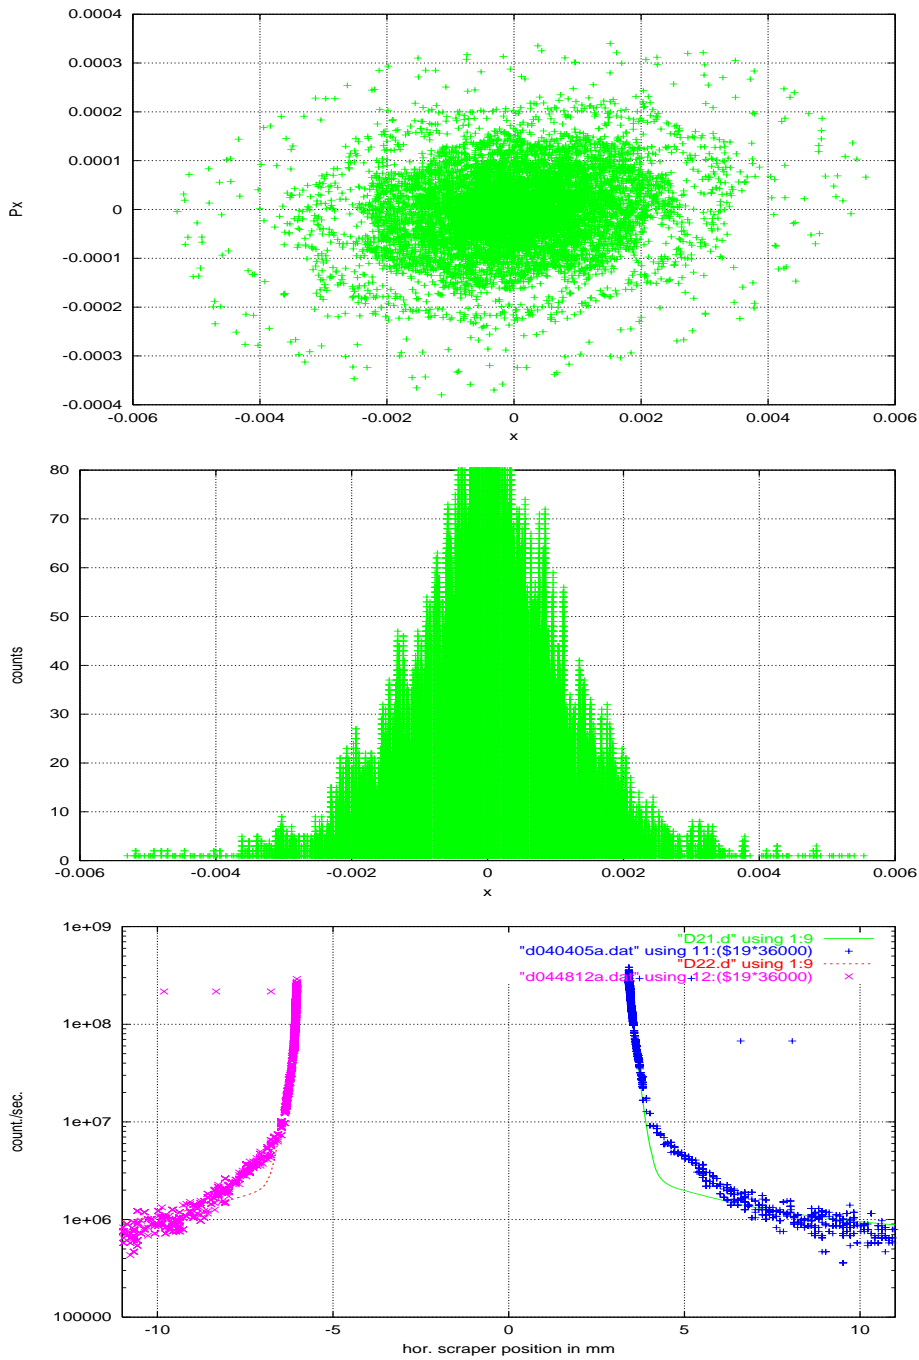 0.0004
0.0003
0.0002
0.0001
0
-0.0001
-0.0002
-0.0003
-0.0004
Px
-0.006 -0.004 -0.002 0 0.002 0.004 0.006
x
80
70
60
50
40
30
20
10
0
counts
-0.006 -0.004 -0.002 0 0.002 0.004 0.006
x
1e+09
1e+08
1e+07
1e+06
100000
count./sec.
"D21.d" using 1:9
"d040405a.dat" using 11:($19*36000)
"D22.d" using 1:9
"d044812a.dat" using 12:($19*36000)
-10 -5 0 5 10
hor. scraper position in mm